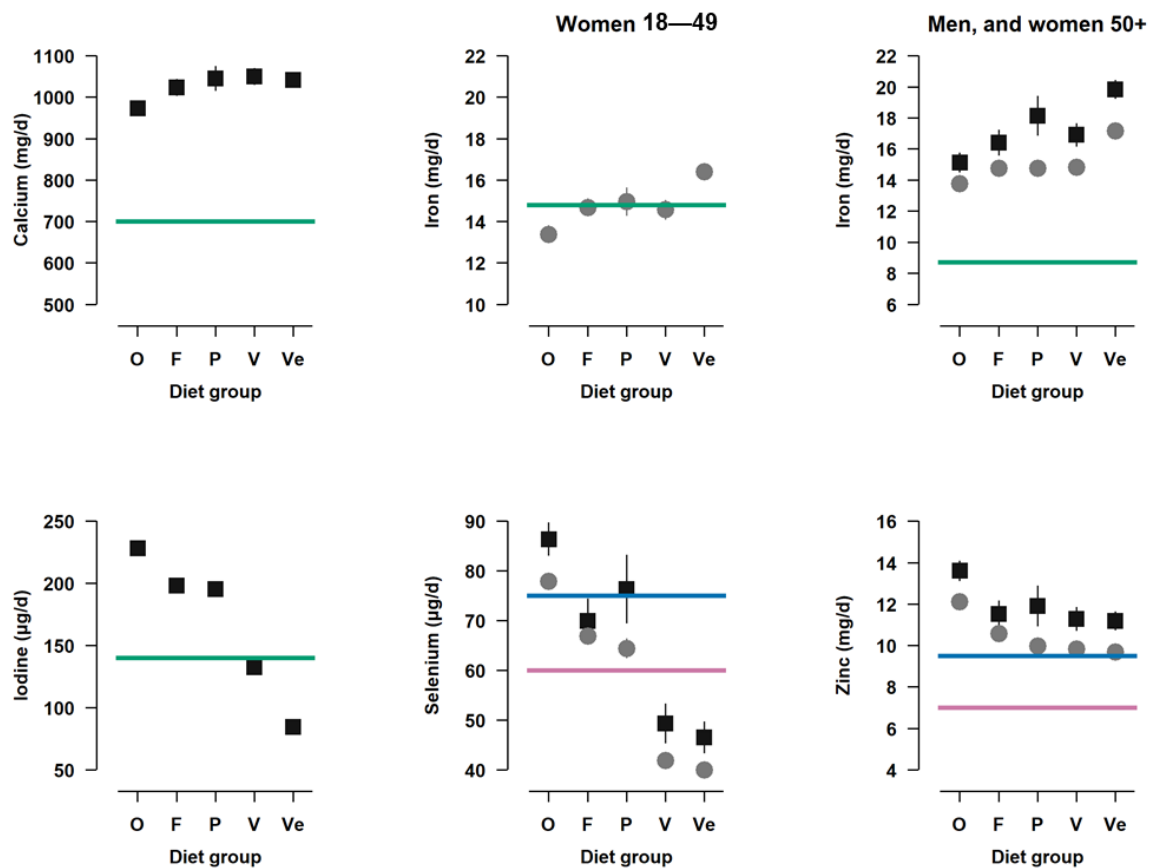 Women 18—49
Men, and women 50+
Calcium (mg/d)
1100
1000
900
800
700
600
500
O F P V Ve
Diet group
Iron (mg/d)
22
20
18
16
14
12
10
O F P V Ve
Diet group
Iron (mg/d)
22
20
18
16
14
12
10
8
6
O F P V Ve
Diet group
Iodine (µg/d)
250
200
150
100
50
O F P V Ve
Diet group
Selenium (µg/d)
90
80
70
60
50
40
O F P V Ve
Diet group
Zinc (mg/d)
16
14
12
10
8
6
4
O F P V Ve
Diet group